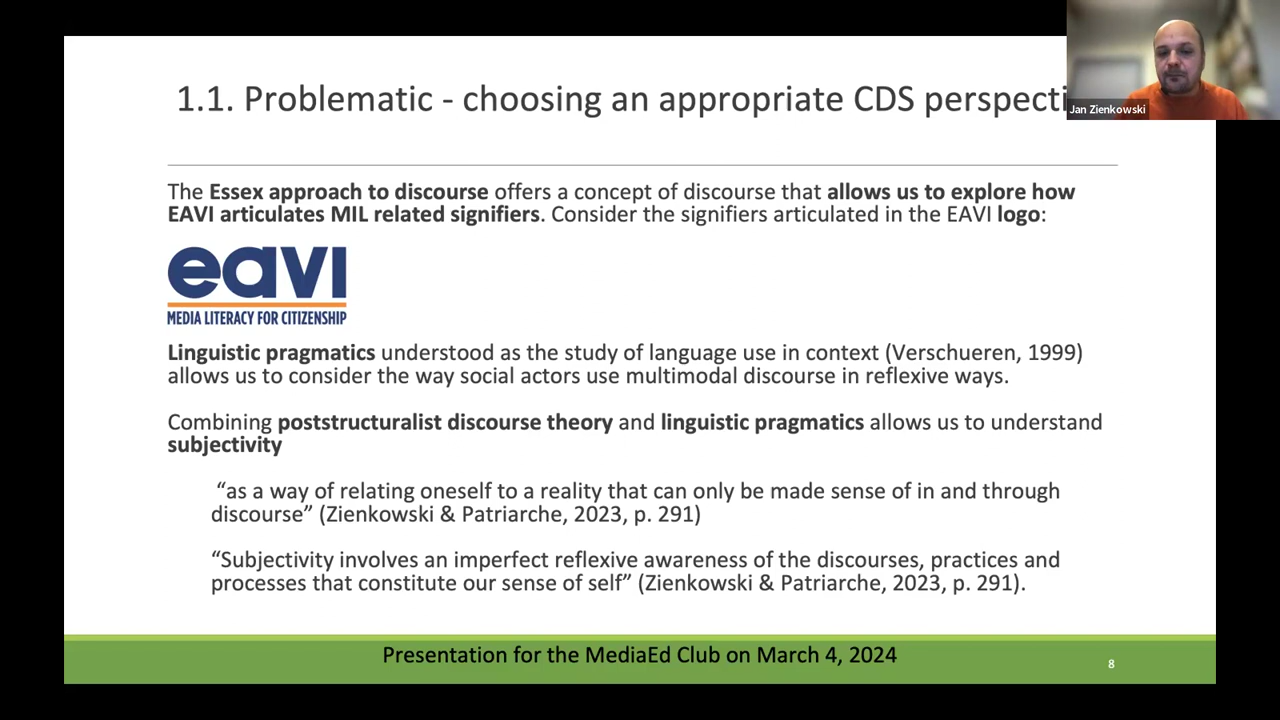 1.1. Problematic - choosing an appropriate CDS perspecti
Jan Zienkowski
The Essex approach to discourse offers a concept of discourse that allows us to explore how
EAVI articulates MIL related signifiers. Consider the signifiers articulated in the EAVI logo:
eavi
MEDIA LITERACY FOR CITIZENSHIP
Linguistic pragmatics understood as the study of language use in context (Verschueren, 1999)
allows us to consider the way social actors use multimodal discourse in reflexive ways.
Combining poststructuralist discourse theory and linguistic pragmatics allows us to understand
subjectivity
“as a way of relating oneself to a reality that can only be made sense of in and through
discourse” (Zienkowski & Patriarche, 2023, p. 291)
“Subjectivity involves an imperfect reflexive awareness of the discourses, practices and
processes that constitute our sense of self” (Zienkowski & Patriarche, 2023, p. 291).
Presentation for the MediaEd Club on March 4, 2024
8